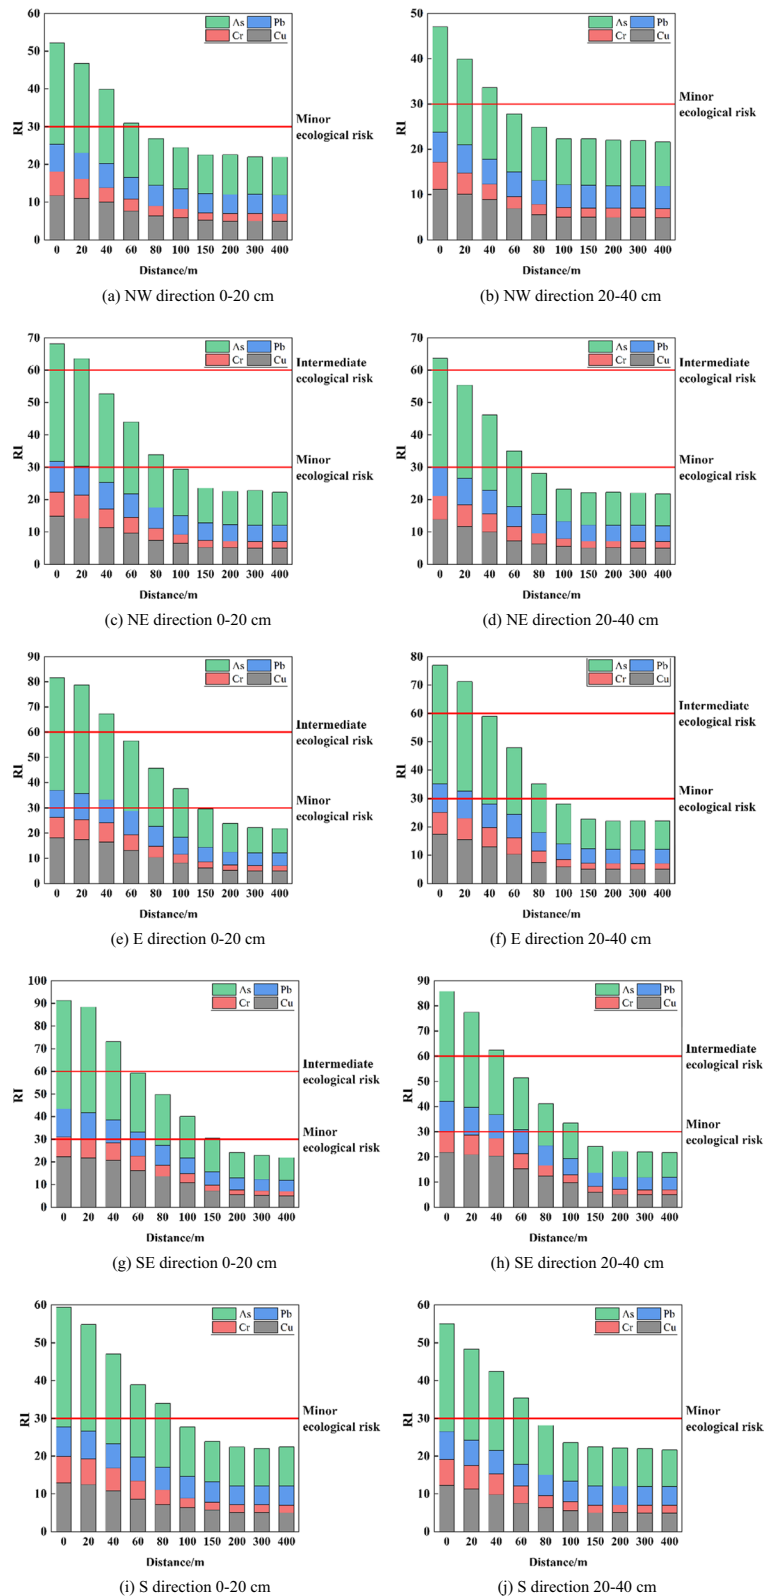 60
50
40
30
20
10
0
RI
As Pb
Cr Cu
Minor
ecological risk
0 20 40 60 80 100 150 200 300 400
Distance/m
(a) NW direction 0-20 cm
50
40
30
20
10
0
RI
As Pb
Cr Cu
Minor
ecological risk
0 20 40 60 80 100 150 200 300 400
Distance/m
(b) NW direction 20-40 cm
70
60
50
40
30
20
10
0
RI
As Pb
Cr Cu
Intermediate
ecological risk
Minor
ecological risk
0 20 40 60 80 100 150 200 300 400
Distance/m
(c) NE direction 0-20 cm
70
60
50
40
30
20
10
0
RI
As Pb
Cr Cu
Intermediate
ecological risk
Minor
ecological risk
0 20 40 60 80 100 150 200 300 400
Distance/m
(d) NE direction 20-40 cm
90
80
70
60
50
40
30
20
10
0
RI
As Pb
Cr Cu
Intermediate
ecological risk
Minor
ecological risk
0 20 40 60 80 100 150 200 300 400
Distance/m
(e) E direction 0-20 cm
80
70
60
50
40
30
20
10
0
RI
As Pb
Cr Cu
Intermediate
ecological risk
Minor
ecological risk
0 20 40 60 80 100 150 200 300 400
Distance/m
(f) E direction 20-40 cm
100
90
80
70
60
50
40
30
20
10
0
RI
As Pb
Cr Cu
Intermediate
ecological risk
Minor
ecological risk
0 20 40 60 80 100 150 200 300 400
Distance/m
(g) SE direction 0-20 cm
90
80
70
60
50
40
30
20
10
0
RI
As Pb
Cr Cu
Intermediate
ecological risk
Minor
ecological risk
0 20 40 60 80 100 150 200 300 400
Distance/m
(h) SE direction 20-40 cm
60
50
40
30
20
10
0
RI
As Pb
Cr Cu
Minor
ecological risk
0 20 40 60 80 100 150 200 300 400
Distance/m
(i) S direction 0-20 cm
60
50
40
30
20
10
0
RI
As Pb
Cr Cu
Minor
ecological risk
0 20 40 60 80 100 150 200 300 400
Distance/m
(j) S direction 20-40 cm